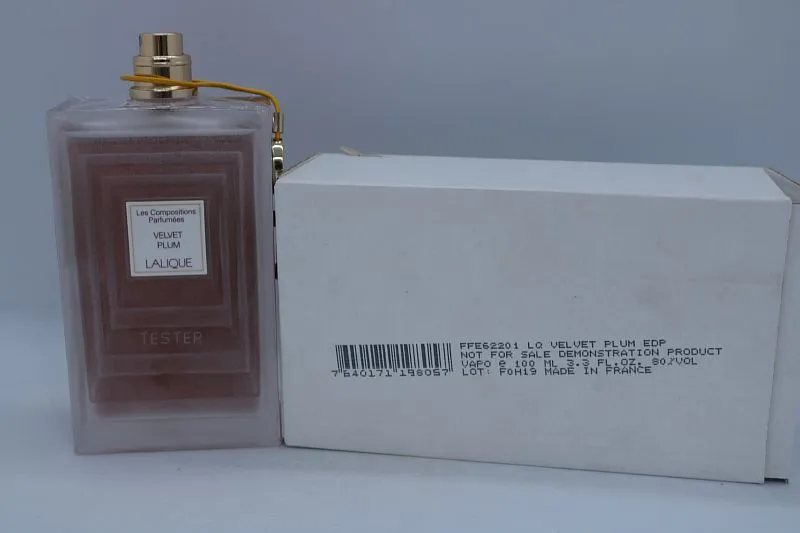 Les Compositions
Parfumées
VELVET
PLUM
LALIQUE
TESTER
7"640171"198057"
FFE62201 LQ VELVET PLUM EDP
NOT FOR SALE DEMONSTRATION PRODUCT
VAPO e 100 ML 3.3 FL.OZ. 80%VOL
LOT: F0H19 MADE IN FRANCE